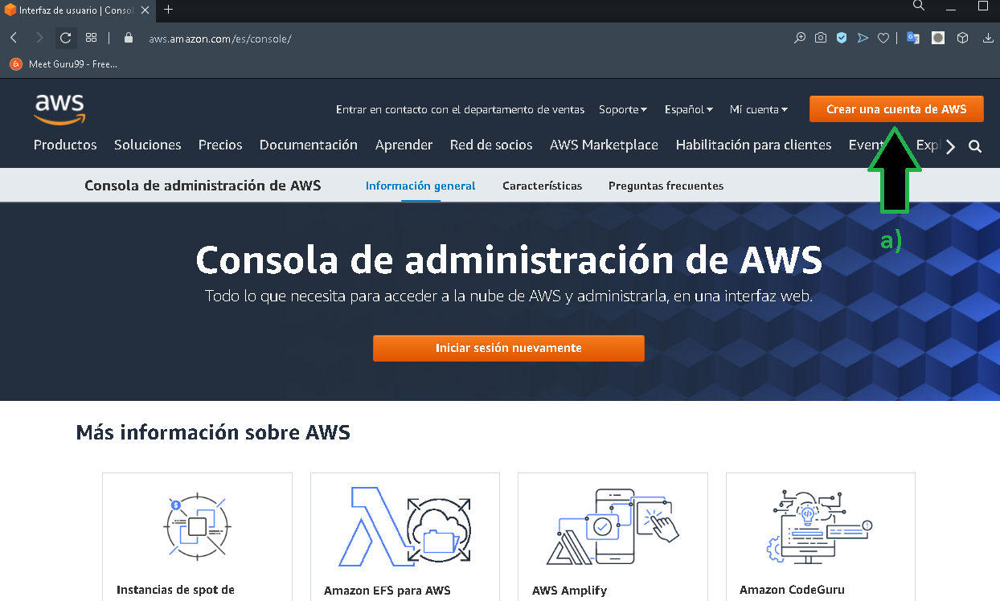 Interfaz de usuario | Consol
aws.amazon.com/es/console/
Meet Guru99 - Free...
aws
Entrar en contacto con el departamento de ventas Soporte Español Mi cuenta Crear una cuenta de AWS
Productos Soluciones Precios Documentación Aprender Red de socios AWS Marketplace Habilitación para clientes Event Expl
Consola de administración de AWS Información general Características Preguntas frecuentes
a)
Consola de administración de AWS
Todo lo que necesita para acceder a la nube de AWS y administrarla, en una interfaz web.
Iniciar sesión nuevamente
Más información sobre AWS
Instancias de spot de
Amazon EFS para AWS
AWS Amplify
Amazon CodeGuru